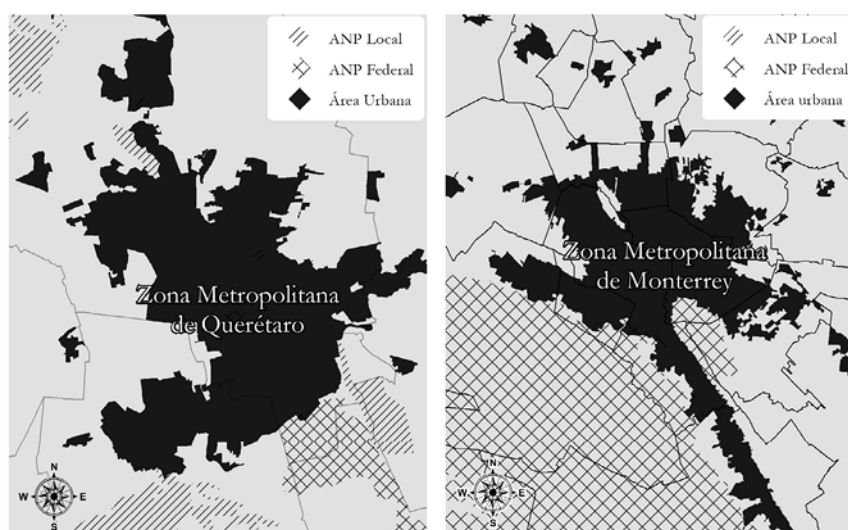 ANP Local
ANP Federal
Área Urbana
Zona Metropolitana
de Querétaro
N
W E
S
ANP Local
ANP Federal
Área urbana
Zona Metropolitana
de Monterrey
N
W E
S